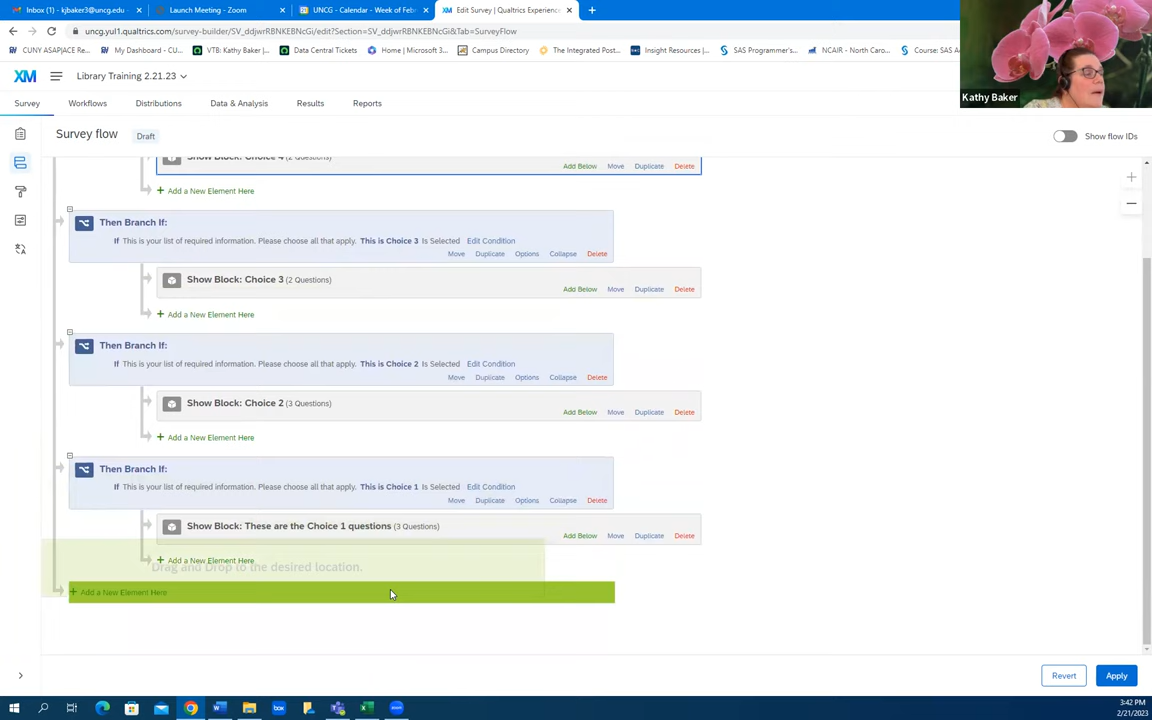 Inbox (1) - kjbaker3@uncg.edu -
Launch Meeting - Zoom
UNCG - Calendar - Week of Feb
Edit Survey | Qualtrics Experience
uncg.yul1.qualtrics.com/survey-builder/SV_ddjwrRBNKEBNcGi/edit?Section=SV_ddjwrRBNKEBNcGi&Tab=SurveyFlow
CUNY ASAP|ACE Re
My Dashboard - CU...
VTB: Kathy Baker |
Data Central Tickets
Home | Microsoft 3...
Campus Directory
The Integrated Post...
Insight Resources |...
SAS Programmer's...
NCAIR - North Caro...
Course: SAS Adv
XM
Library Training 2.21.23
Survey
Workflows
Distributions
Data & Analysis
Results
Reports
Kathy Baker
Survey flow
Draft
Show flow IDs
Show Block: Choice 4 (2 Questions)
Add Below Move Duplicate Delete
+ Add a New Element Here
Then Branch If:
If This is your list of required information. Please choose all that apply. This is Choice 3 Is Selected Edit Condition
Move Duplicate Options Collapse Delete
Show Block: Choice 3 (2 Questions)
Add Below Move Duplicate Delete
+ Add a New Element Here
Then Branch If:
If This is your list of required information. Please choose all that apply. This is Choice 2 Is Selected Edit Condition
Move Duplicate Options Collapse Delete
Show Block: Choice 2 (3 Questions)
Add Below Move Duplicate Delete
+ Add a New Element Here
Then Branch If:
If This is your list of required information. Please choose all that apply. This is Choice 1 Is Selected Edit Condition
Move Duplicate Options Collapse Delete
Show Block: These are the Choice 1 questions (3 Questions)
Add Below Move Duplicate Delete
+ Add a New Element Here
Drag and Drop to the desired location.
+ Add a New Element Here
Revert
Apply
3:42 PM
2/21/2023